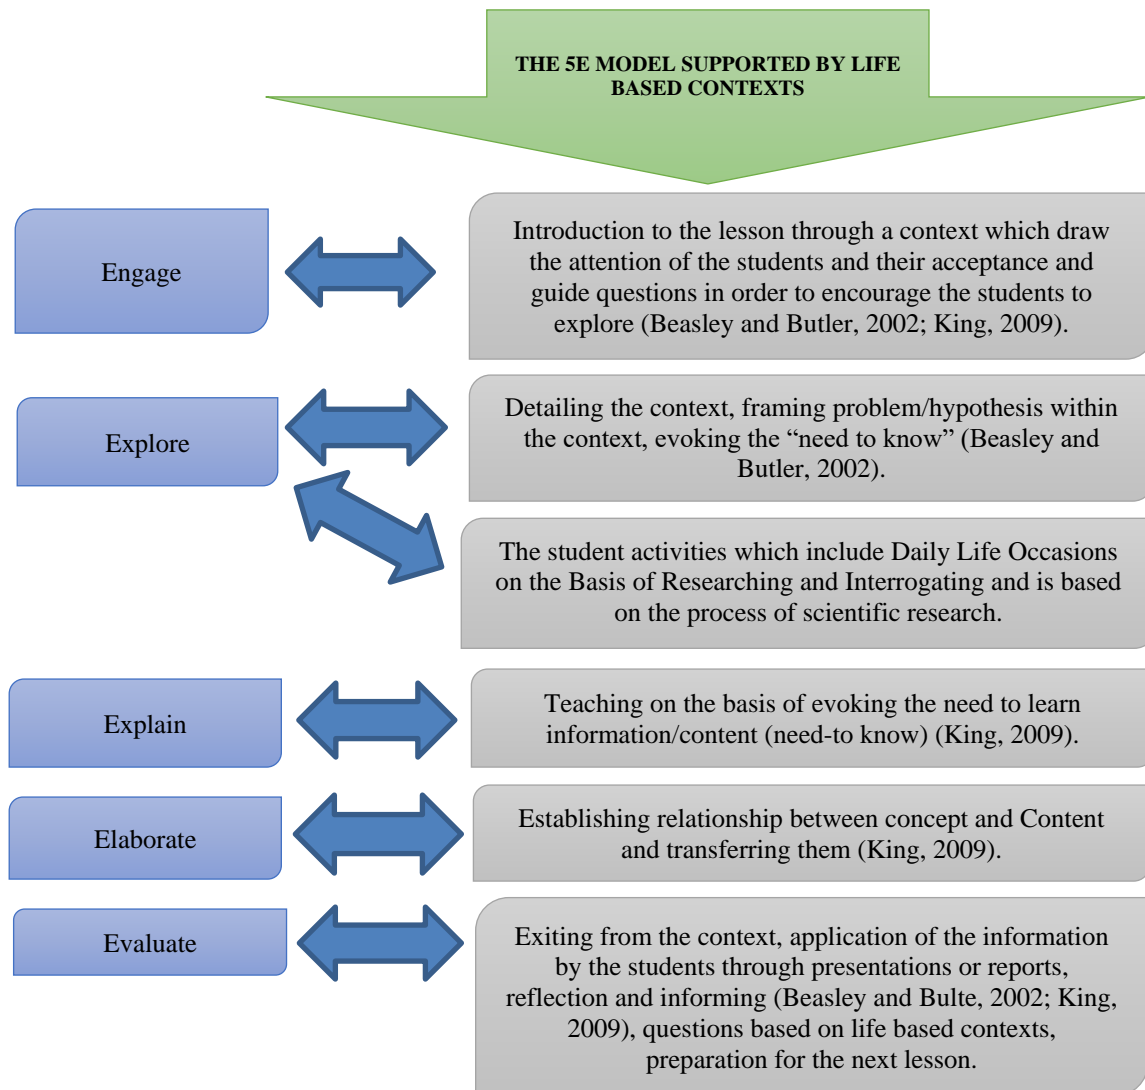 THE 5E MODEL SUPPORTED BY LIFE
BASED CONTEXTS
Engage
Introduction to the lesson through a context which draw
the attention of the students and their acceptance and
guide questions in order to encourage the students to
explore (Beasley and Butler, 2002; King, 2009).
Explore
Detailing the context, framing problem/hypothesis within
the context, evoking the “need to know” (Beasley and
Butler, 2002).
The student activities which include Daily Life Occasions
on the Basis of Researching and Interrogating and is based
on the process of scientific research.
Explain
Teaching on the basis of evoking the need to learn
information/content (need-to know) (King, 2009).
Elaborate
Establishing relationship between concept and Content
and transferring them (King, 2009).
Evaluate
Exiting from the context, application of the information
by the students through presentations or reports,
reflection and informing (Beasley and Bulte, 2002; King,
2009), questions based on life based contexts,
preparation for the next lesson.